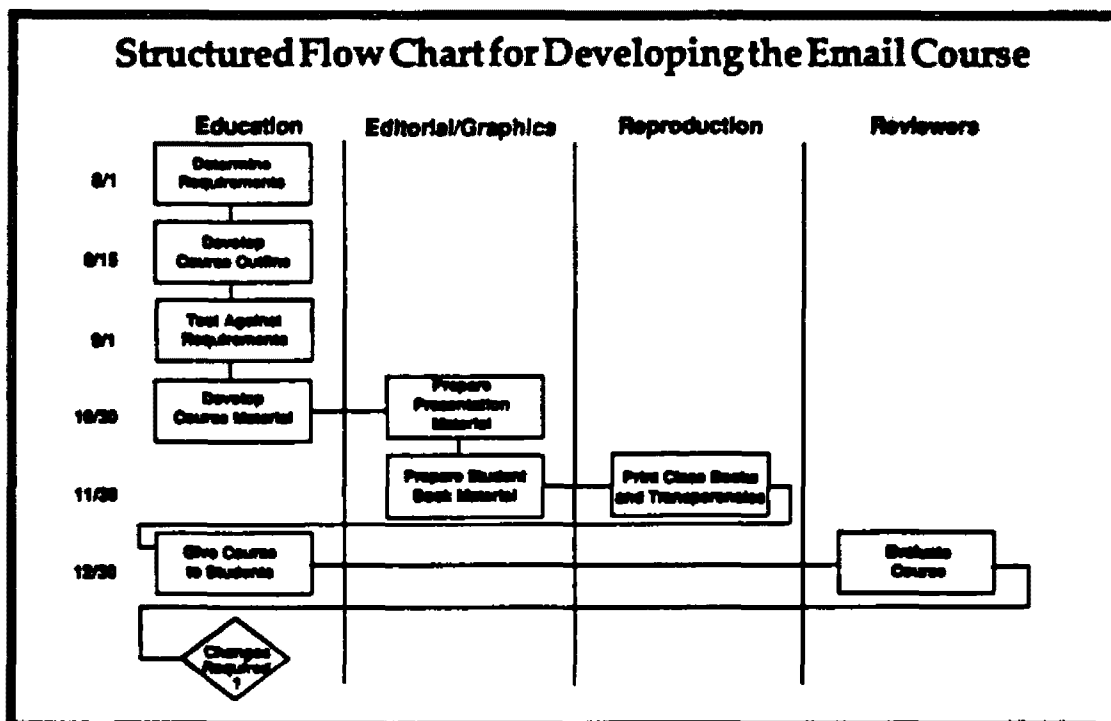 Structured Flow Chart for Developing the Email Course
Education
Editorial/Graphics
Reproduction
Reviewers
8/1
Determine
Requirements
8/15
Develop
Course Outline
9/1
Test Against
Requirements
10/30
Develop
Course Material
Prepare
Presentation
Material
11/30
Prepare Student
Book Material
Print Class Books
and Transparencies
12/30
Give Course
to Students
Evaluate
Course
Changes
Required
?